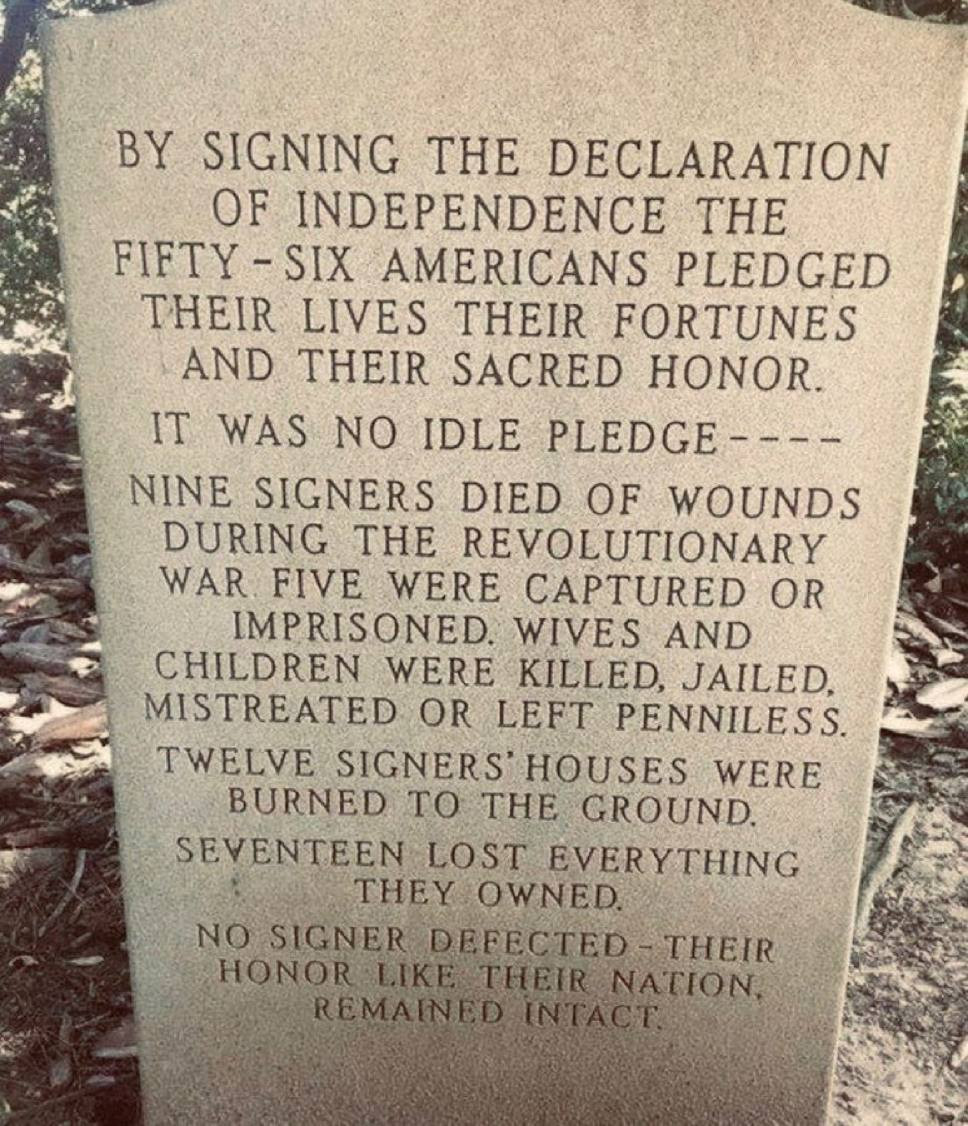 BY SIGNING THE DECLARATION
OF INDEPENDENCE THE
FIFTY-SIX AMERICANS PLEDGED
THEIR LIVES THEIR FORTUNES
AND THEIR SACRED HONOR.
IT WAS NO IDLE PLEDGE----
NINE SIGNERS DIED OF WOUNDS
DURING THE REVOLUTIONARY
WAR FIVE WERE CAPTURED OR
IMPRISONED. WIVES AND
CHILDREN WERE KILLED, JAILED,
MISTREATED OR LEFT PENNILESS.
TWELVE SIGNERS' HOUSES WERE
BURNED TO THE GROUND.
SEVENTEEN LOST EVERYTHING
THEY OWNED.
NO SIGNER DEFECTED - THEIR
HONOR LIKE THEIR NATION,
REMAINED INTACT.